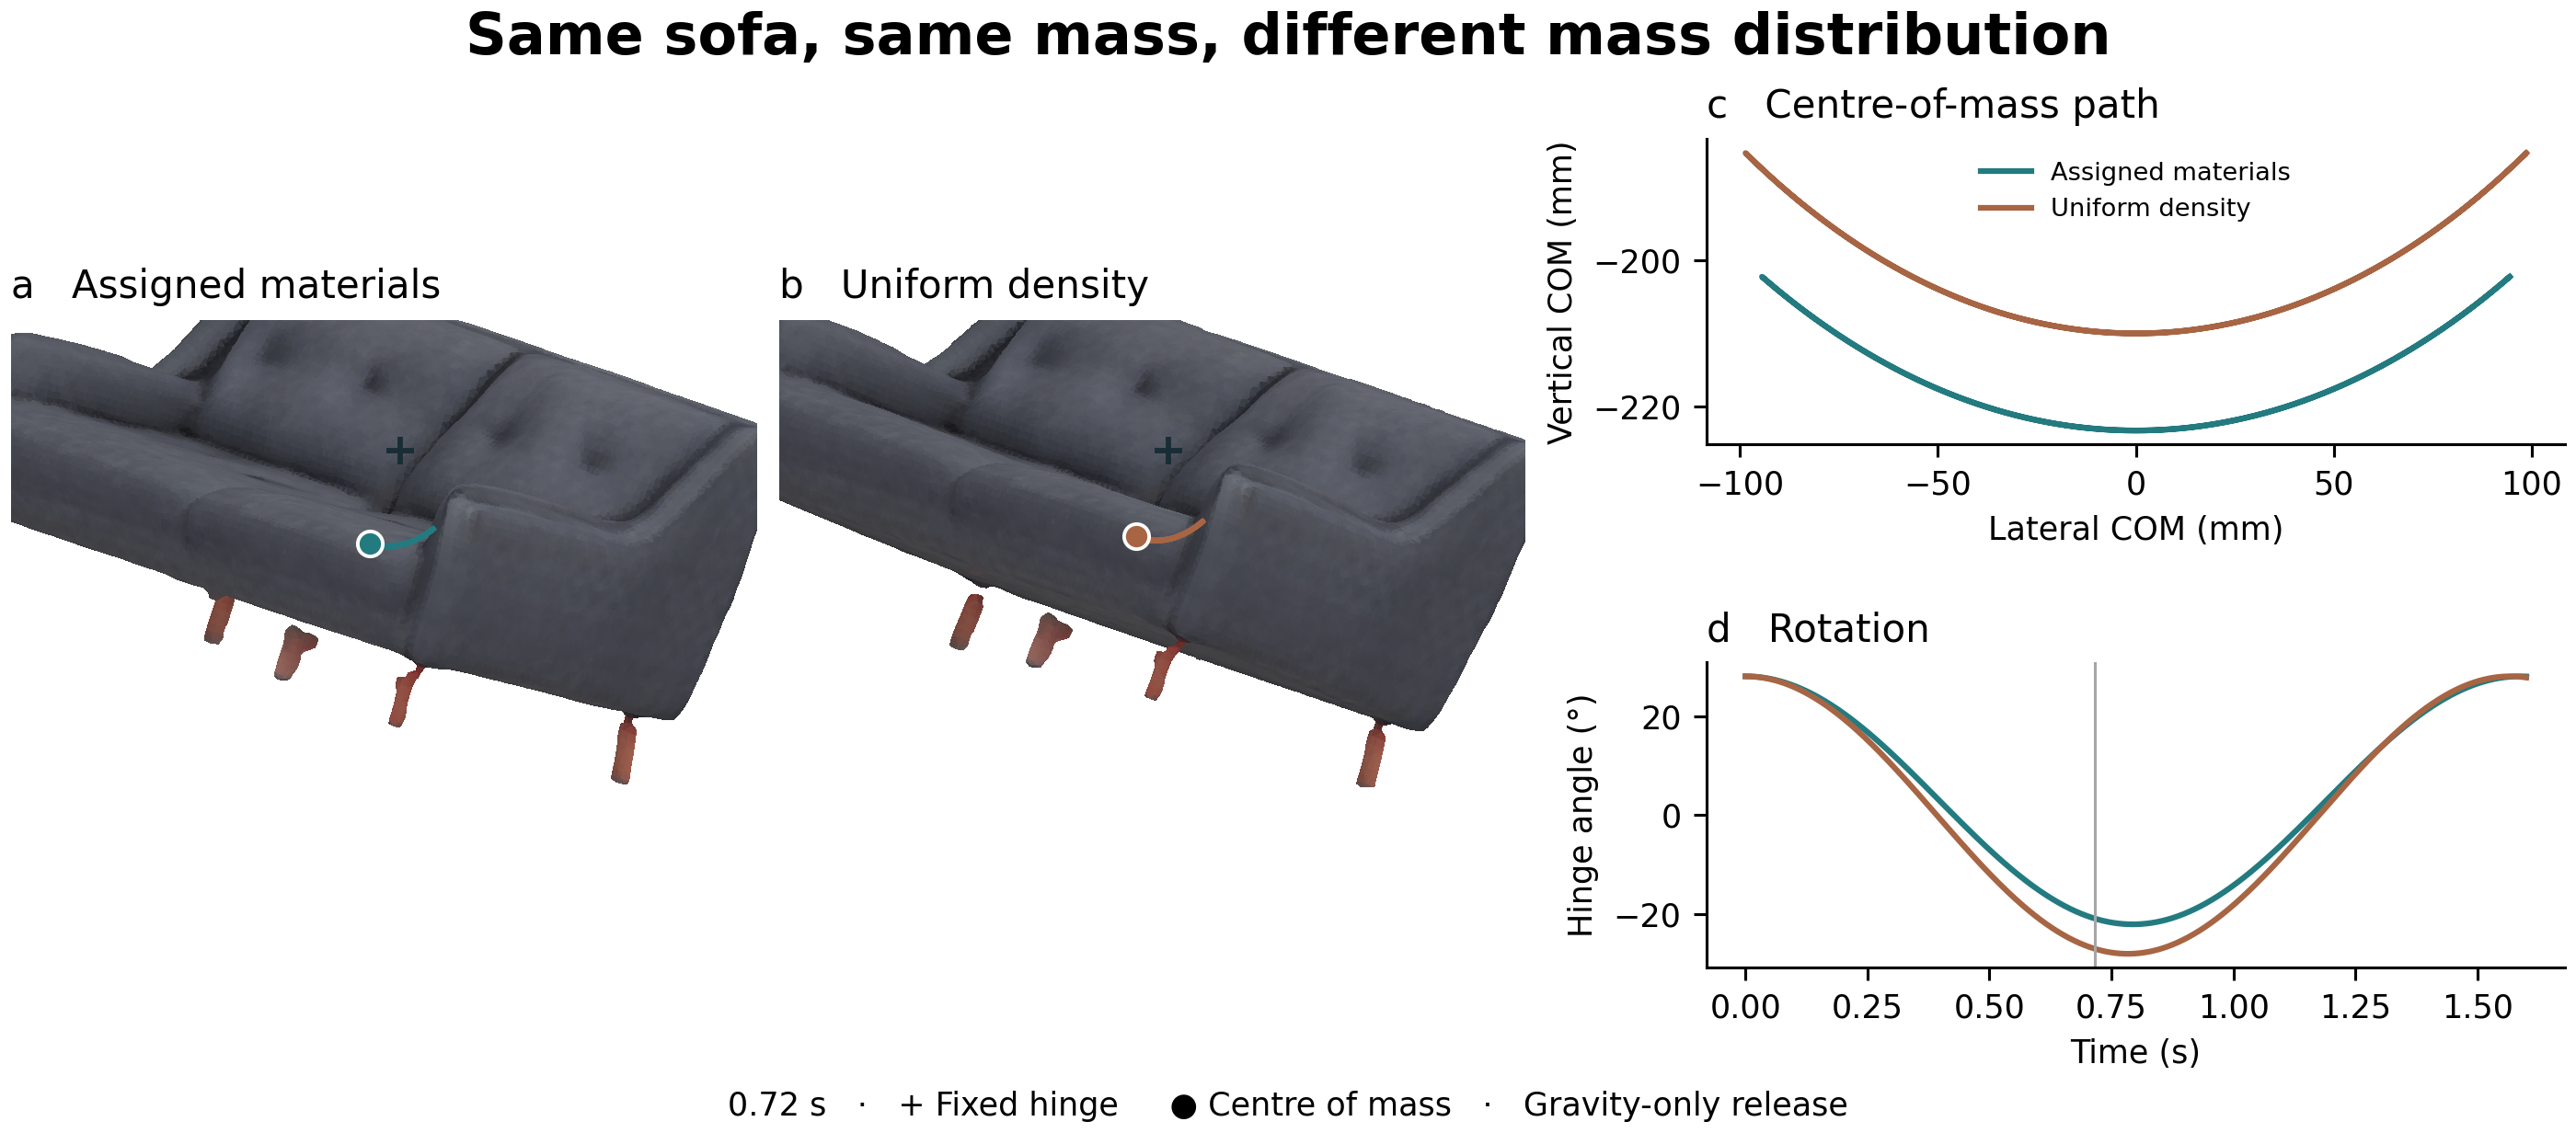 Same sofa, same mass, different mass distribution
a Assigned materials
b Uniform density
c Centre-of-mass path
Vertical COM (mm)
−200
−220
Assigned materials
Uniform density
−100
−50
0
50
100
Lateral COM (mm)
d Rotation
Hinge angle (°)
20
0
−20
0.00
0.25
0.50
0.75
1.00
1.25
1.50
Time (s)
0.72 s · + Fixed hinge ● Centre of mass · Gravity-only release